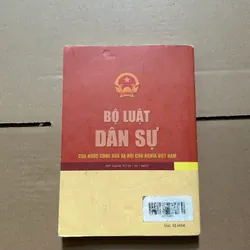 BỘ LUẬT
DÂN SỰ
CỦA NƯỚC CỘNG HÒA XÃ HỘI CHỦ NGHĨA VIỆT NAM